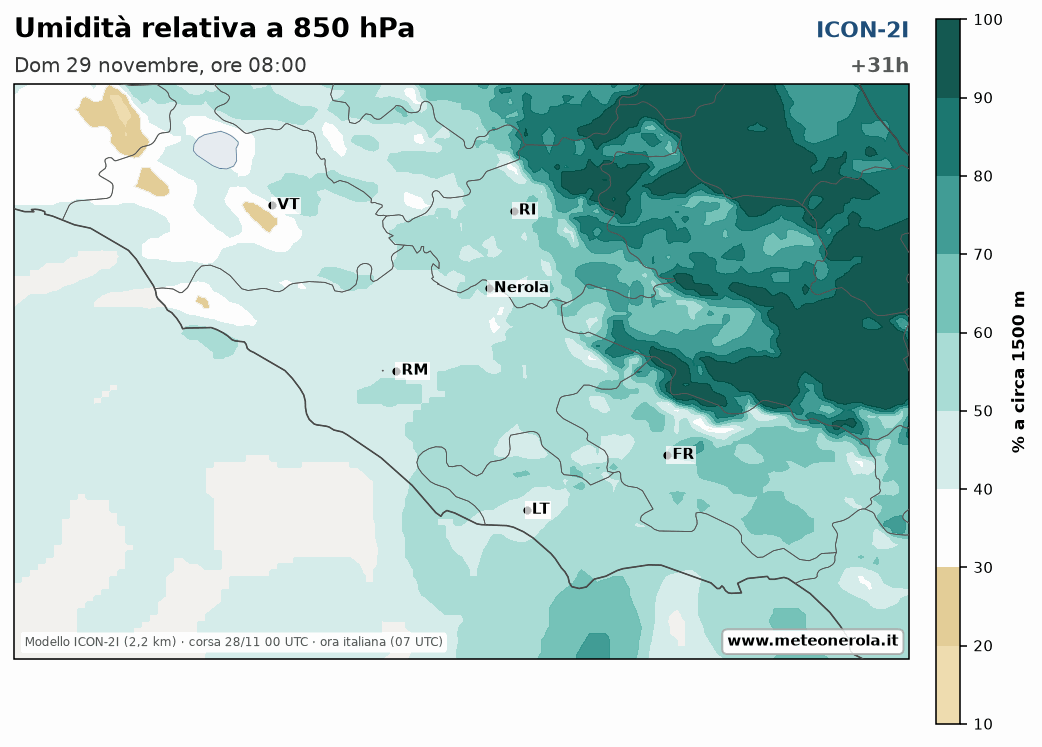 Umidità relativa a 850 hPa
ICON-2I
Dom 29 novembre, ore 08:00
+31h
VT
RI
Nerola
RM
FR
LT
Modello ICON-2I (2,2 km) · corsa 28/11 00 UTC · ora italiana (07 UTC)
www.meteonerola.it
100
90
80
70
60
50
40
30
20
10
% a circa 1500 m